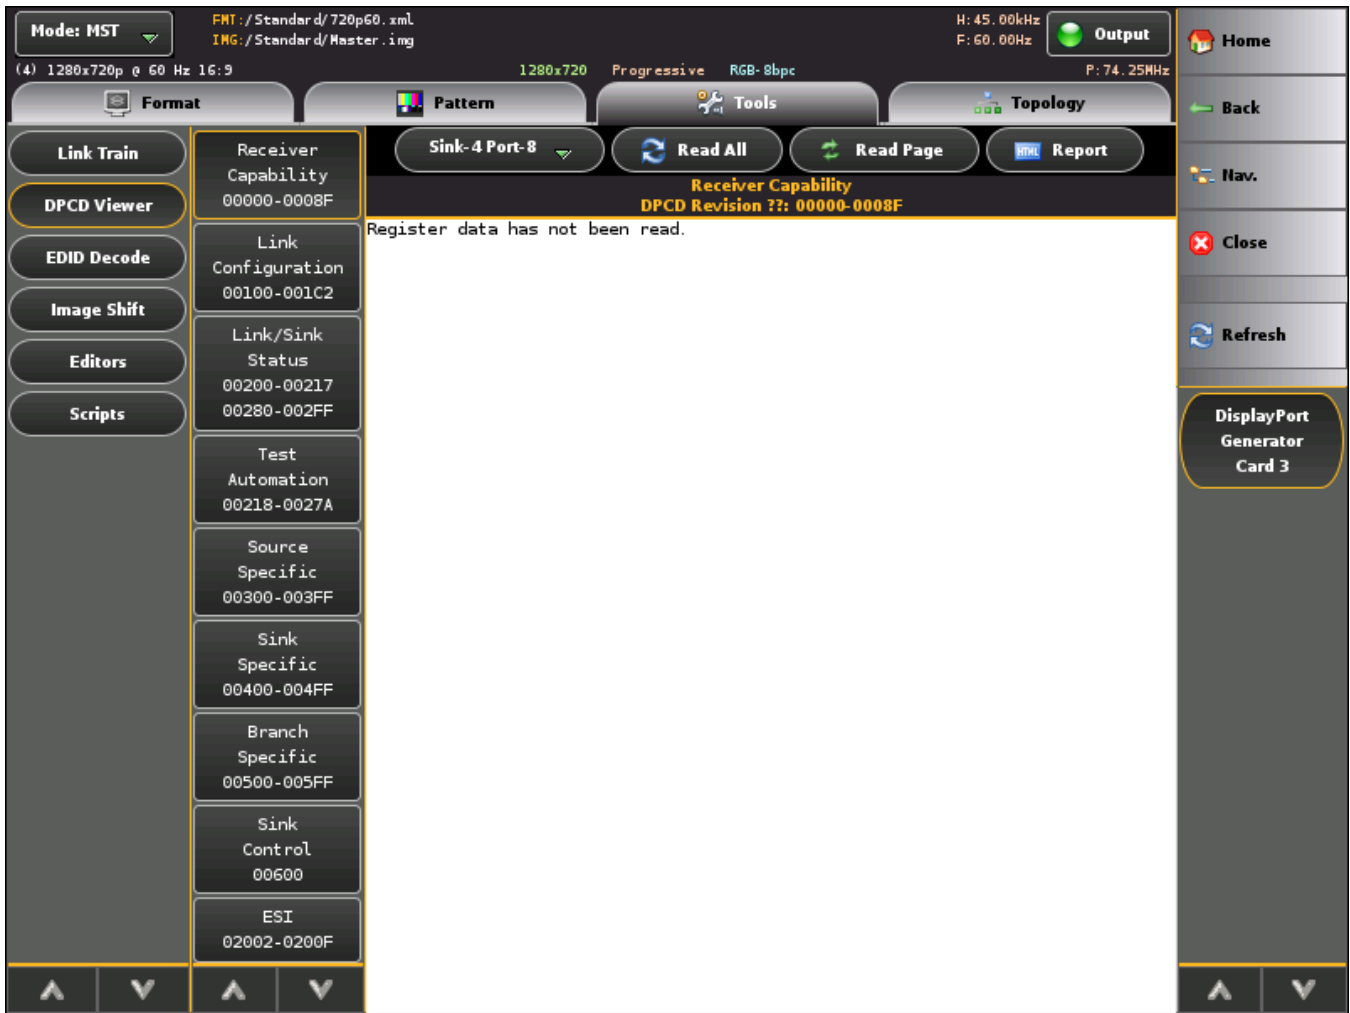 Mode: MST
FMT:/Standard/720p60.xml
IMG:/Standard/Master.img
H:45.00kHz
F:60.00Hz
Output
(4) 1280x720p @ 60 Hz 16:9
1280x720 Progressive RGB-8bpc
P:74.25MHz
Format
Pattern
Tools
Topology
Link Train
DPCD Viewer
EDID Decode
Image Shift
Editors
Scripts
Receiver
Capability
00000-0008F
Link
Configuration
00100-001C2
Link/Sink
Status
00200-00217
00280-002FF
Test
Automation
00218-0027A
Source
Specific
00300-003FF
Sink
Specific
00400-004FF
Branch
Specific
00500-005FF
Sink
Control
00600
ESI
02002-0200F
Sink-4 Port-8
Read All
Read Page
HTML Report
Receiver Capability
DPCD Revision ??: 00000-0008F
Register data has not been read.
Home
Back
Nav.
Close
Refresh
DisplayPort
Generator
Card 3